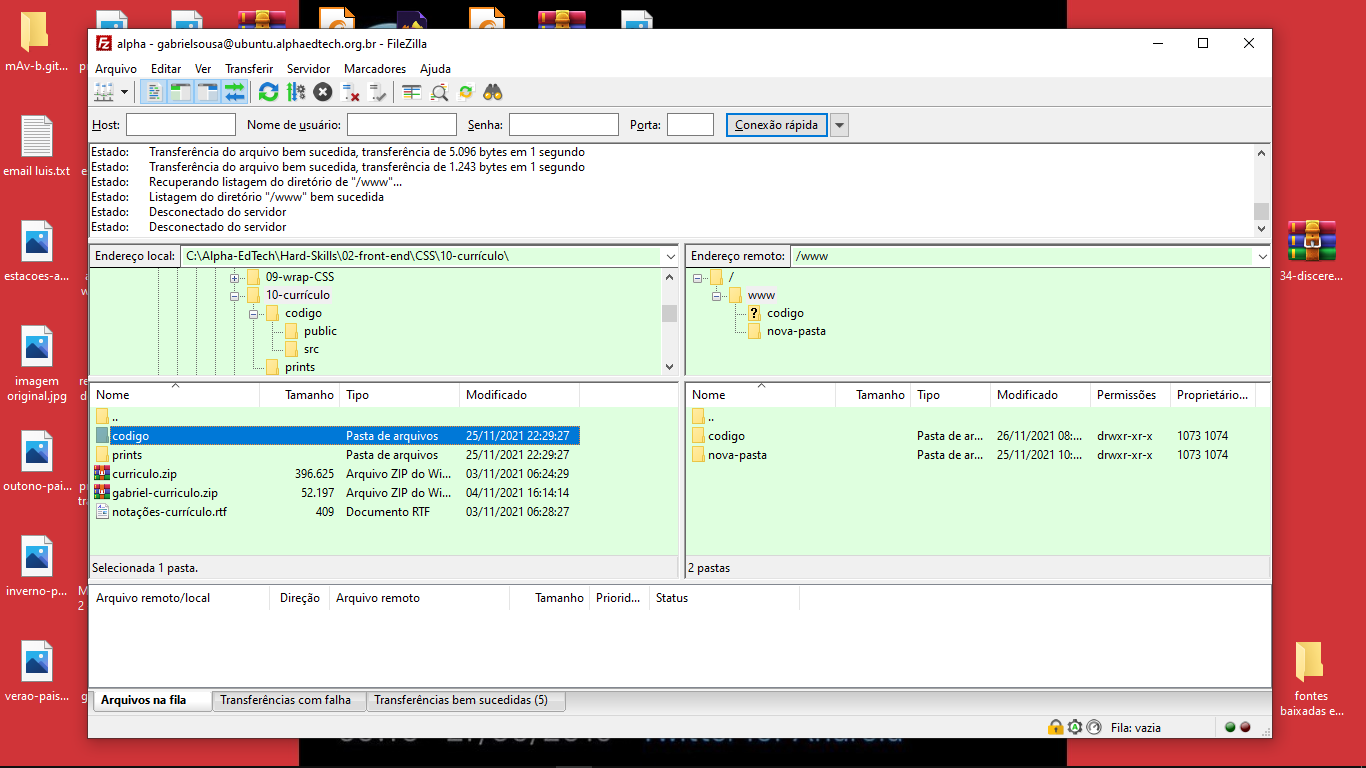 alpha - gabrielsousa@ubuntu.alphaedtech.org.br - FileZilla
Arquivo Editar Ver Transferir Servidor Marcadores Ajuda
Host: Nome de usuário: Senha: Porta: Conexão rápida
Estado: Transferência do arquivo bem sucedida, transferência de 5.096 bytes em 1 segundo
Estado: Transferência do arquivo bem sucedida, transferência de 1.243 bytes em 1 segundo
Estado: Recuperando listagem do diretório de "/www"...
Estado: Listagem do diretório "/www" bem sucedida
Estado: Desconectado do servidor
Estado: Desconectado do servidor
Endereço local: C:\Alpha-EdTech\Hard-Skills\02-front-end\CSS\10-currículo\
09-wrap-CSS
10-currículo
codigo
public
src
prints
Endereço remoto: /www
/
www
? codigo
nova-pasta
Nome Tamanho Tipo Modificado
..
codigo Pasta de arquivos 25/11/2021 22:29:27
prints Pasta de arquivos 25/11/2021 22:29:27
curriculo.zip 396.625 Arquivo ZIP do Wi... 03/11/2021 06:24:29
gabriel-curriculo.zip 52.197 Arquivo ZIP do Wi... 04/11/2021 16:14:14
notações-currículo.rtf 409 Documento RTF 03/11/2021 06:28:27
Selecionada 1 pasta.
Nome Tamanho Tipo Modificado Permissões Proprietário...
..
codigo Pasta de ar... 26/11/2021 08:... drwxr-xr-x 1073 1074
nova-pasta Pasta de ar... 25/11/2021 10:... drwxr-xr-x 1073 1074
2 pastas
Arquivo remoto/local Direção Arquivo remoto Tamanho Priorid... Status
Arquivos na fila Transferências com falha Transferências bem sucedidas (5)
Fila: vazia
mAv-b.git...
email luis.txt
estacoes-a...
imagem
original.jpg
outono-pai...
inverno-p...
verao-pais...
34-discere...
fontes
baixadas e...